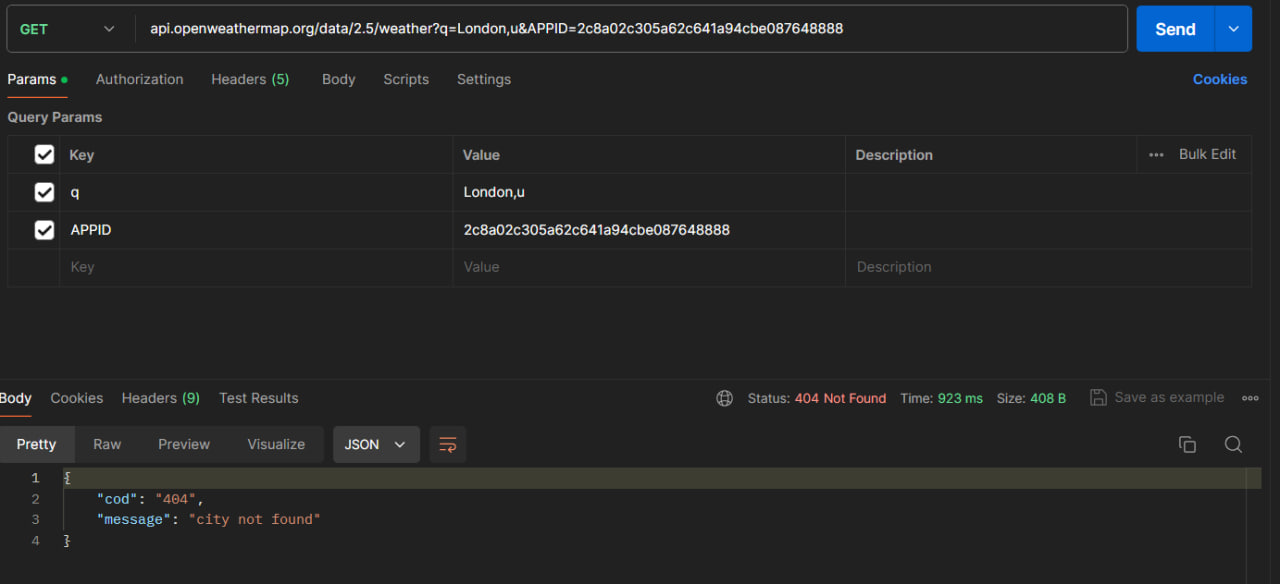 GET api.openweathermap.org/data/2.5/weather?q=London,u&APPID=2c8a02c305a62c641a94cbe087648888 Send
Params Authorization Headers (5) Body Scripts Settings Cookies
Query Params
Key Value Description ••• Bulk Edit
q London,u
APPID 2c8a02c305a62c641a94cbe087648888
Key Value Description
Body Cookies Headers (9) Test Results Status: 404 Not Found Time: 923 ms Size: 408 B Save as example
Pretty Raw Preview Visualize JSON
1 {
2 "cod": "404",
3 "message": "city not found"
4 }